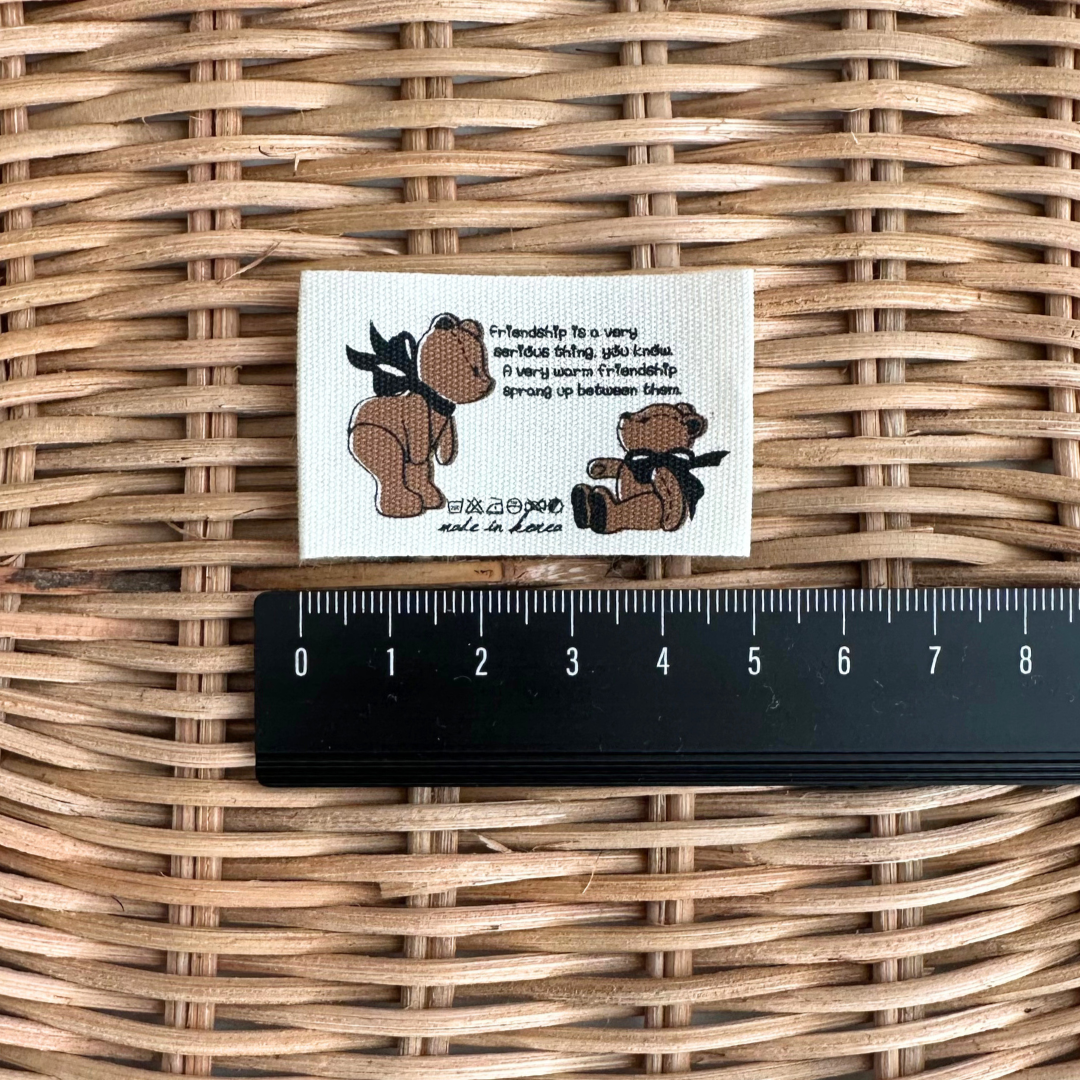 friendship is a very
serious thing, you know.
A very warm friendship
sprang up between them.
made in korea
0 1 2 3 4 5 6 7 8